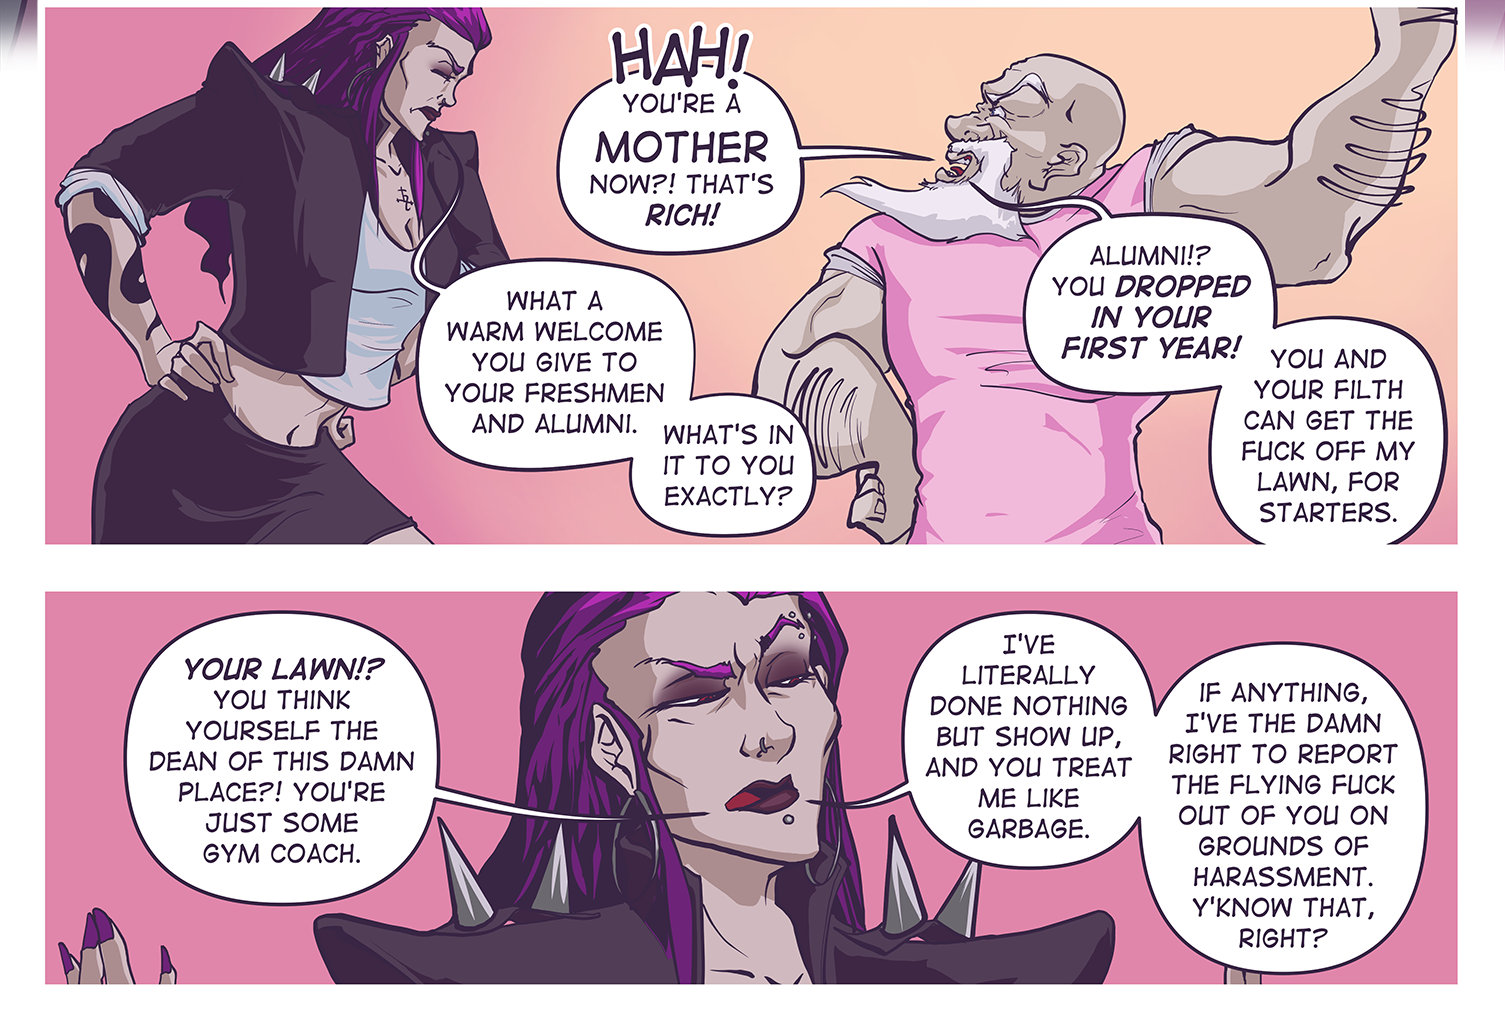 HAH!
YOU'RE A
MOTHER
NOW?! THAT'S
RICH!
WHAT A
WARM WELCOME
YOU GIVE TO
YOUR FRESHMEN
AND ALUMNI.
WHAT'S IN
IT TO YOU
EXACTLY?
ALUMNI!?
YOU DROPPED
IN YOUR
FIRST YEAR!
YOU AND
YOUR FILTH
CAN GET THE
FUCK OFF MY
LAWN, FOR
STARTERS.
YOUR LAWN!?
YOU THINK
YOURSELF THE
DEAN OF THIS DAMN
PLACE?! YOU'RE
JUST SOME
GYM COACH.
I'VE
LITERALLY
DONE NOTHING
BUT SHOW UP,
AND YOU TREAT
ME LIKE
GARBAGE.
IF ANYTHING,
I'VE THE DAMN
RIGHT TO REPORT
THE FLYING FUCK
OUT OF YOU ON
GROUNDS OF
HARASSMENT.
Y'KNOW THAT,
RIGHT?